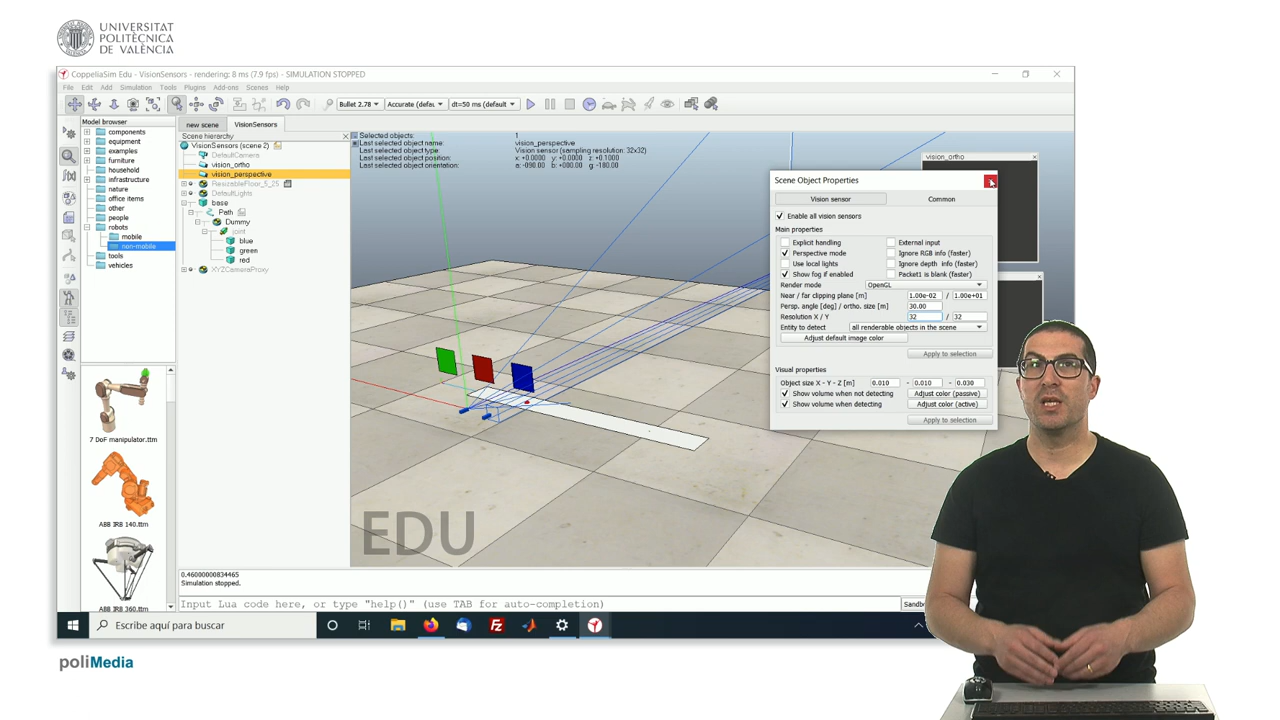 UNIVERSITAT
POLITÈCNICA
DE VALÈNCIA
CoppeliaSim Edu - VisionSensors - rendering: 8 ms (7.9 fps) - SIMULATION STOPPED
File Edit Add Simulation Tools Plugins Add-ons Scenes Help
Bullet 2.78 Accurate (defau dt=50 ms (default
Model browser
components
equipment
examples
furniture
household
infrastructure
nature
office items
other
people
robots
mobile
non-mobile
tools
vehicles
7 DoF manipulator.ttm
ABB IRB 140.ttm
ABB IRB 360.ttm
new scene VisionSensors
Scene hierarchy
VisionSensors (scene 2)
DefaultCamera
vision_ortho
vision_perspective
ResizableFloor_5_25
DefaultLights
base
Path
Dummy
joint
blue
green
red
XYZCameraProxy
Selected objects: 1
Last selected object name: vision_perspective
Last selected object type: Vision sensor (sampling resolution: 32x32)
Last selected object position: x: +0.0000 y: +0.0000 z: +0.1000
Last selected object orientation: a: -090.00 b: +000.00 g: -180.00
vision_ortho
Scene Object Properties
Vision sensor Common
Enable all vision sensors
Main properties
Explicit handling External input
Perspective mode Ignore RGB info (faster)
Use local lights Ignore depth info (faster)
Show fog if enabled Packet1 is blank (faster)
Render mode OpenGL
Near / far clipping plane [m] 1.00e-02 / 1.00e+01
Persp. angle [deg] / ortho. size [m] 30.00
Resolution X / Y 32 / 32
Entity to detect all renderable objects in the scene
Adjust default image color
Apply to selection
Visual properties
Object size X - Y - Z [m] 0.010 - 0.010 - 0.030
Show volume when not detecting Adjust color (passive)
Show volume when detecting Adjust color (active)
Apply to selection
EDU
0.46000000834465
Simulation stopped.
Input Lua code here, or type "help()" (use TAB for auto-completion)
Sandb
Escribe aquí para buscar
poliMedia